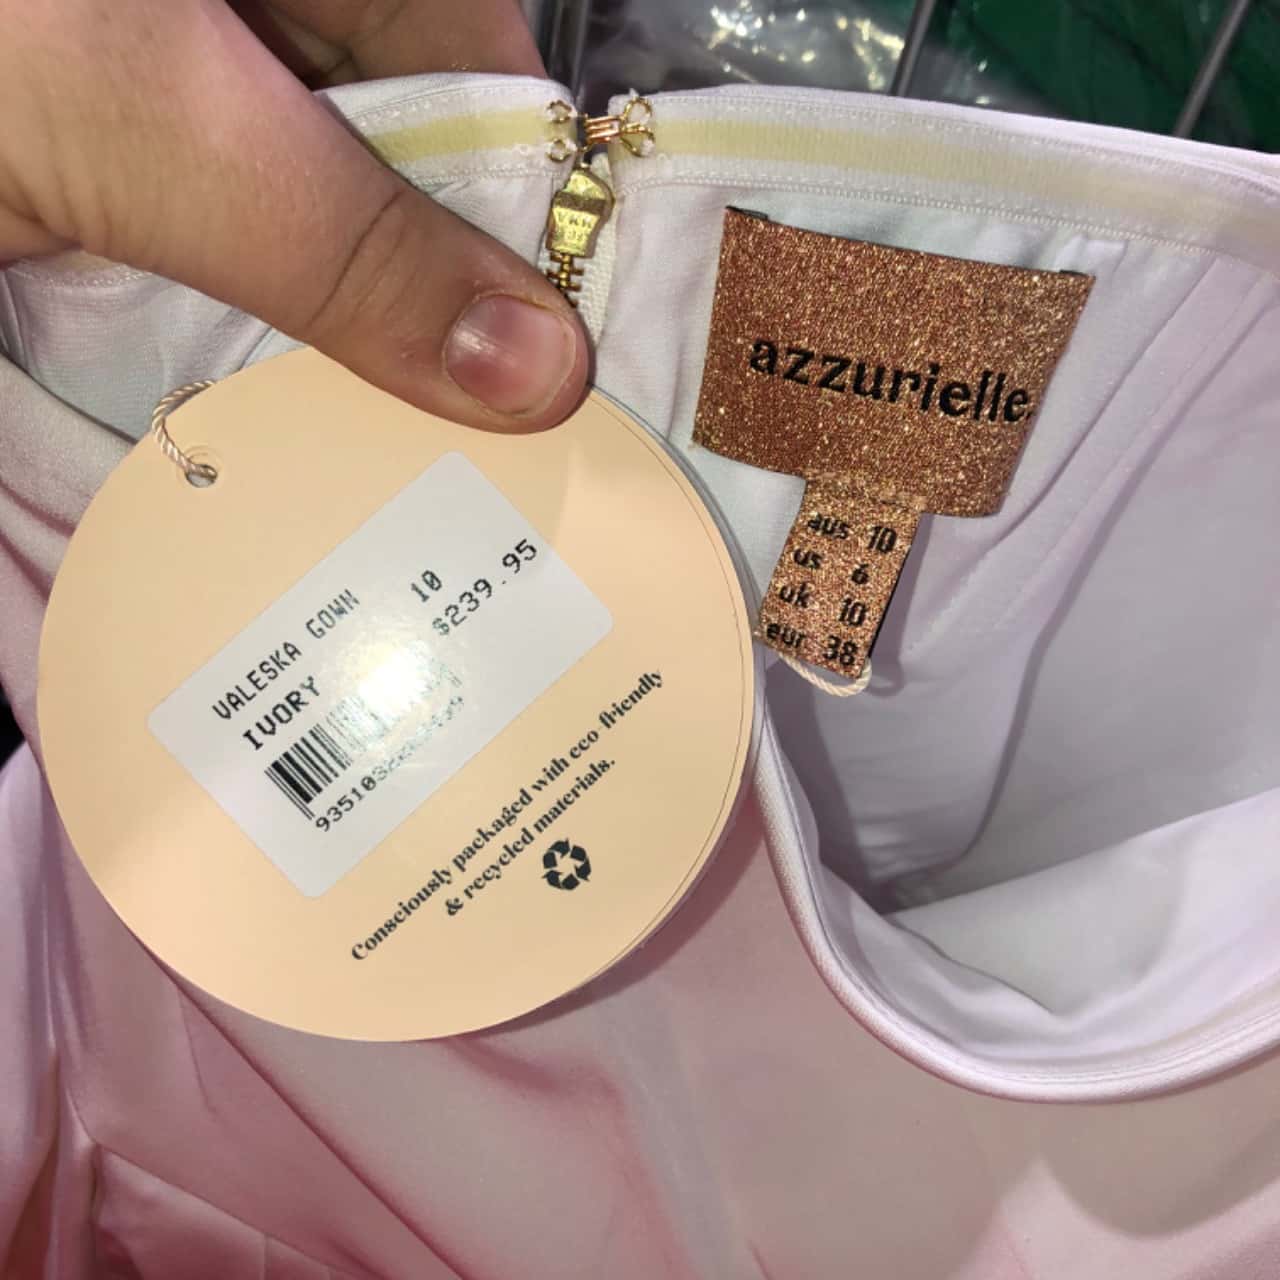 azzurielle
aus 10
us 6
uk 10
eur 38
VALESKA GOWN 10
IVORY $239.95
Consciously packaged with eco-friendly
& recycled materials.